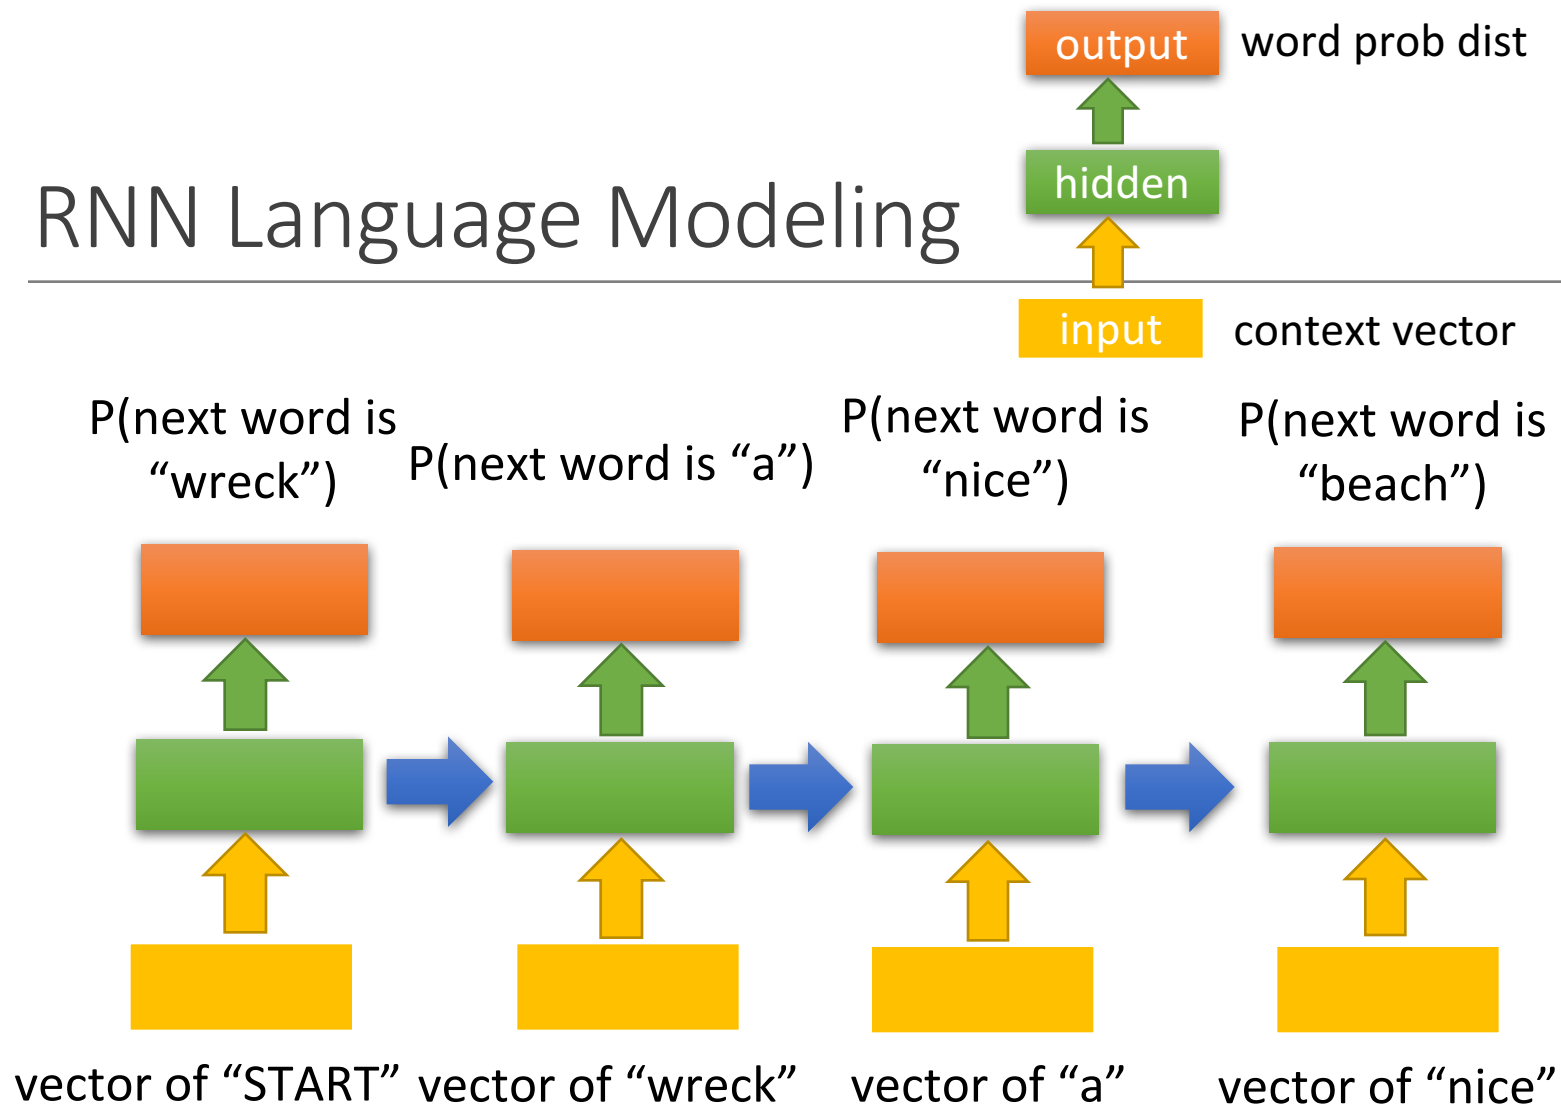 output
word prob dist
hidden
RNN Language Modeling
input
context vector
P(next word is
“wreck”)
P(next word is “a”)
P(next word is
“nice”)
P(next word is
“beach”)
vector of “START”
vector of “wreck”
vector of “a”
vector of “nice”